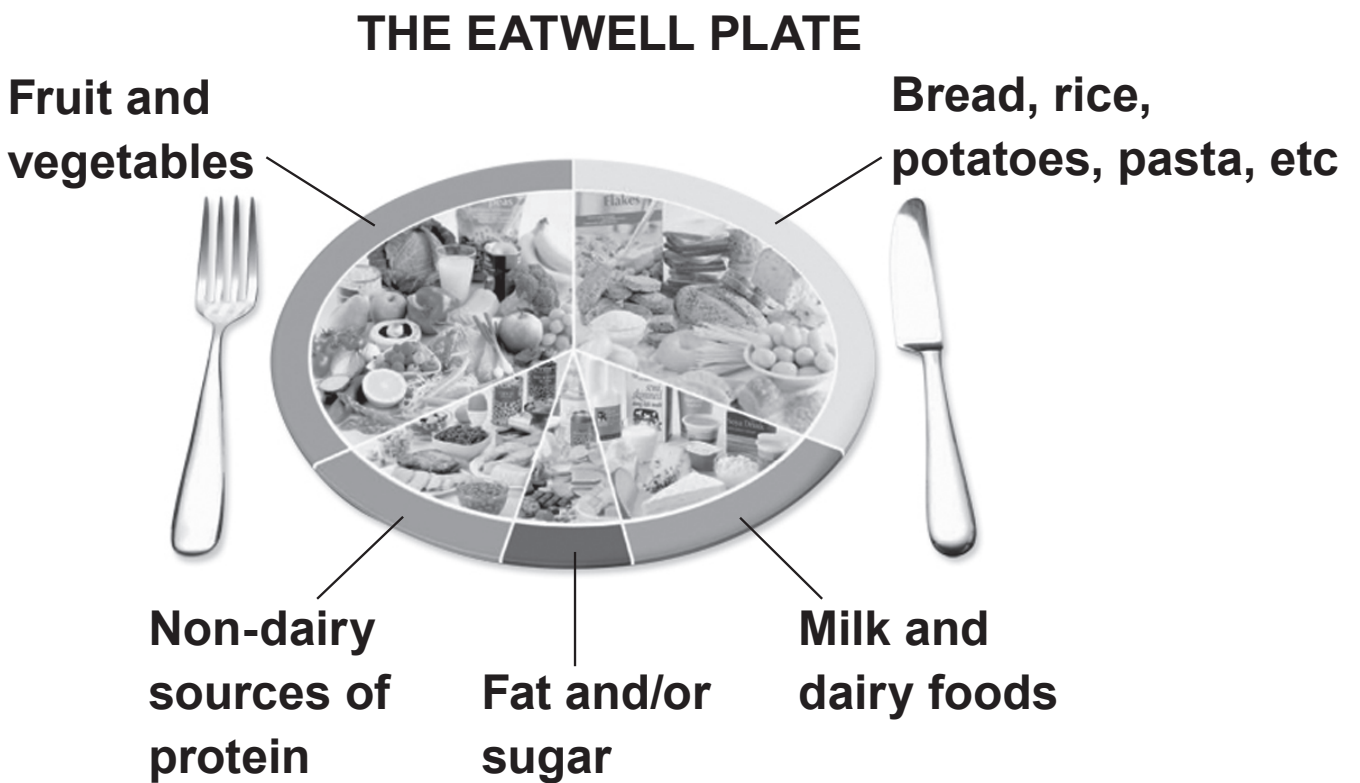 THE EATWELL PLATE
Fruit and
vegetables
Bread, rice,
potatoes, pasta, etc
Flakes
Non-dairy
sources of
protein
Fat and/or
sugar
Milk and
dairy foods